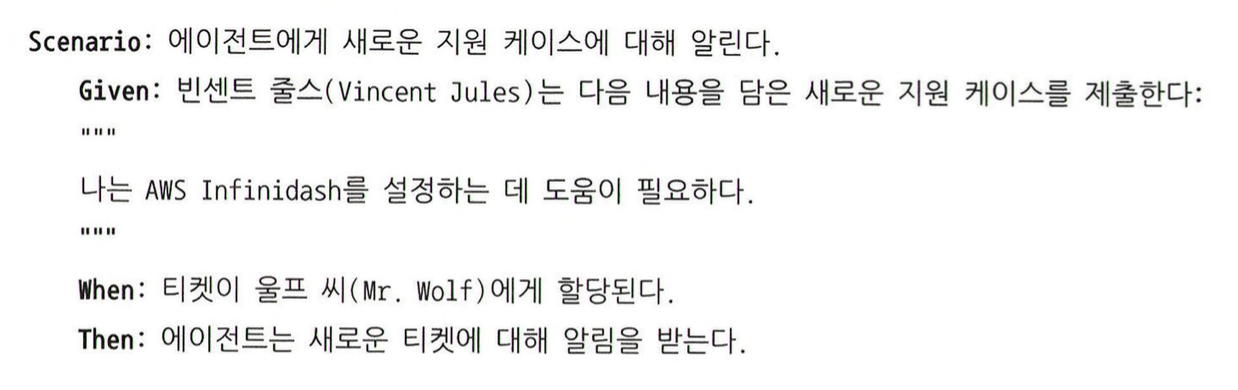 Scenario: 에이전트에게 새로운 지원 케이스에 대해 알린다.
Given: 빈센트 줄스(Vincent Jules)는 다음 내용을 담은 새로운 지원 케이스를 제출한다:
"""
나는 AWS Infinidash를 설정하는 데 도움이 필요하다.
"""
When: 티켓이 울프 씨(Mr. Wolf)에게 할당된다.
Then: 에이전트는 새로운 티켓에 대해 알림을 받는다.